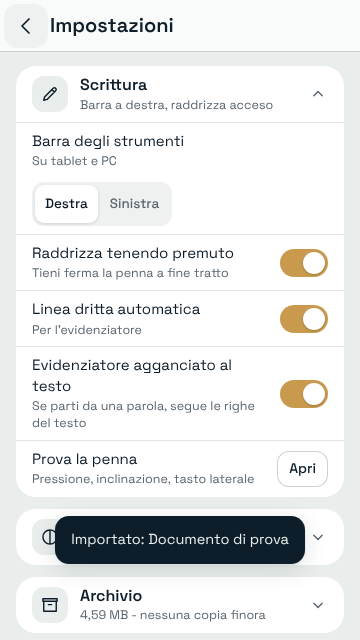 Impostazioni
Scrittura
Barra a destra, raddrizza acceso
Barra degli strumenti
Su tablet e PC
Destra
Sinistra
Raddrizza tenendo premuto
Tieni ferma la penna a fine tratto
Linea dritta automatica
Per l'evidenziatore
Evidenziatore agganciato al
testo
Se parti da una parola, segue le righe
del testo
Prova la penna
Pressione, inclinazione, tasto laterale
Apri
Importato: Documento di prova
Archivio
4,59 MB - nessuna copia finora